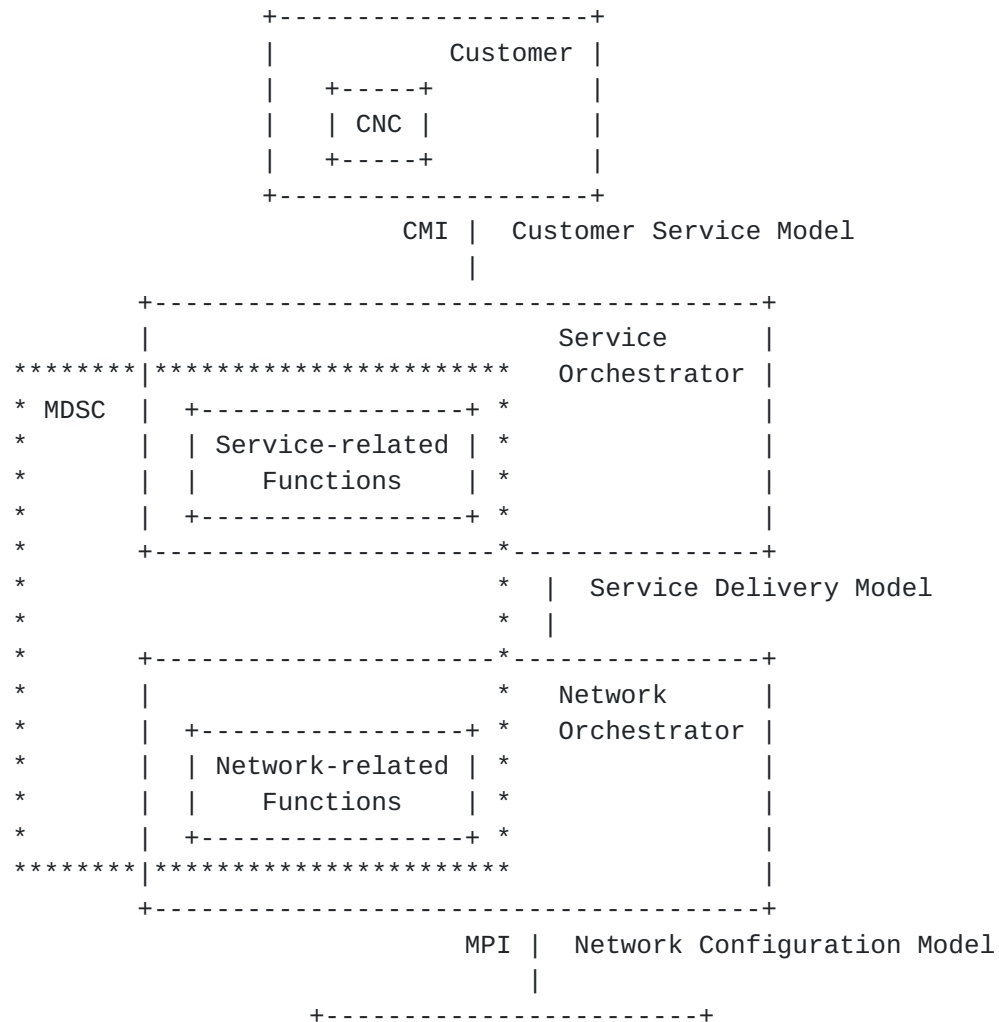 +--------------------+
                |           Customer |
                |   +-----+          |
                |   | CNC |          |
                |   +-----+          |
                +--------------------+
                         CMI |  Customer Service Model
                             |
        +---------------------------------------+
        |                          Service      |
********|***********************   Orchestrator |
* MDSC  |  +-----------------+ *                |
*       |  | Service-related | *                |
*       |  |    Functions    | *                |
*       |  +-----------------+ *                |
*       +----------------------*----------------+
*                              *  |  Service Delivery Model
*                              *  |
*       +----------------------*----------------+
*       |                      *   Network      |
*       |  +-----------------+ *   Orchestrator |
*       |  | Network-related | *                |
*       |  |    Functions    | *                |
*       |  +-----------------+ *                |
********|***********************                |
        +---------------------------------------+
                             MPI |  Network Configuration Model
                                 |
                   +------------------------+